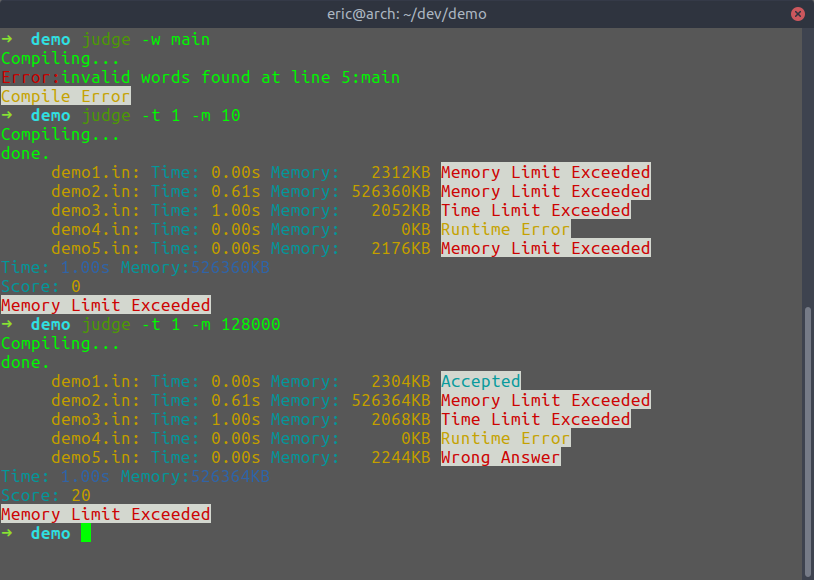 eric@arch: ~/dev/demo
➜ demo judge -w main
Compiling...
Error:invalid words found at line 5:main
Compile Error
➜ demo judge -t 1 -m 10
Compiling...
done.
demo1.in: Time: 0.00s Memory: 2312KB Memory Limit Exceeded
demo2.in: Time: 0.61s Memory: 526360KB Memory Limit Exceeded
demo3.in: Time: 1.00s Memory: 2052KB Time Limit Exceeded
demo4.in: Time: 0.00s Memory: 0KB Runtime Error
demo5.in: Time: 0.00s Memory: 2176KB Memory Limit Exceeded
Time: 1.00s Memory:526360KB
Score: 0
Memory Limit Exceeded
➜ demo judge -t 1 -m 128000
Compiling...
done.
demo1.in: Time: 0.00s Memory: 2304KB Accepted
demo2.in: Time: 0.61s Memory: 526364KB Memory Limit Exceeded
demo3.in: Time: 1.00s Memory: 2068KB Time Limit Exceeded
demo4.in: Time: 0.00s Memory: 0KB Runtime Error
demo5.in: Time: 0.00s Memory: 2244KB Wrong Answer
Time: 1.00s Memory:526364KB
Score: 20
Memory Limit Exceeded
➜ demo